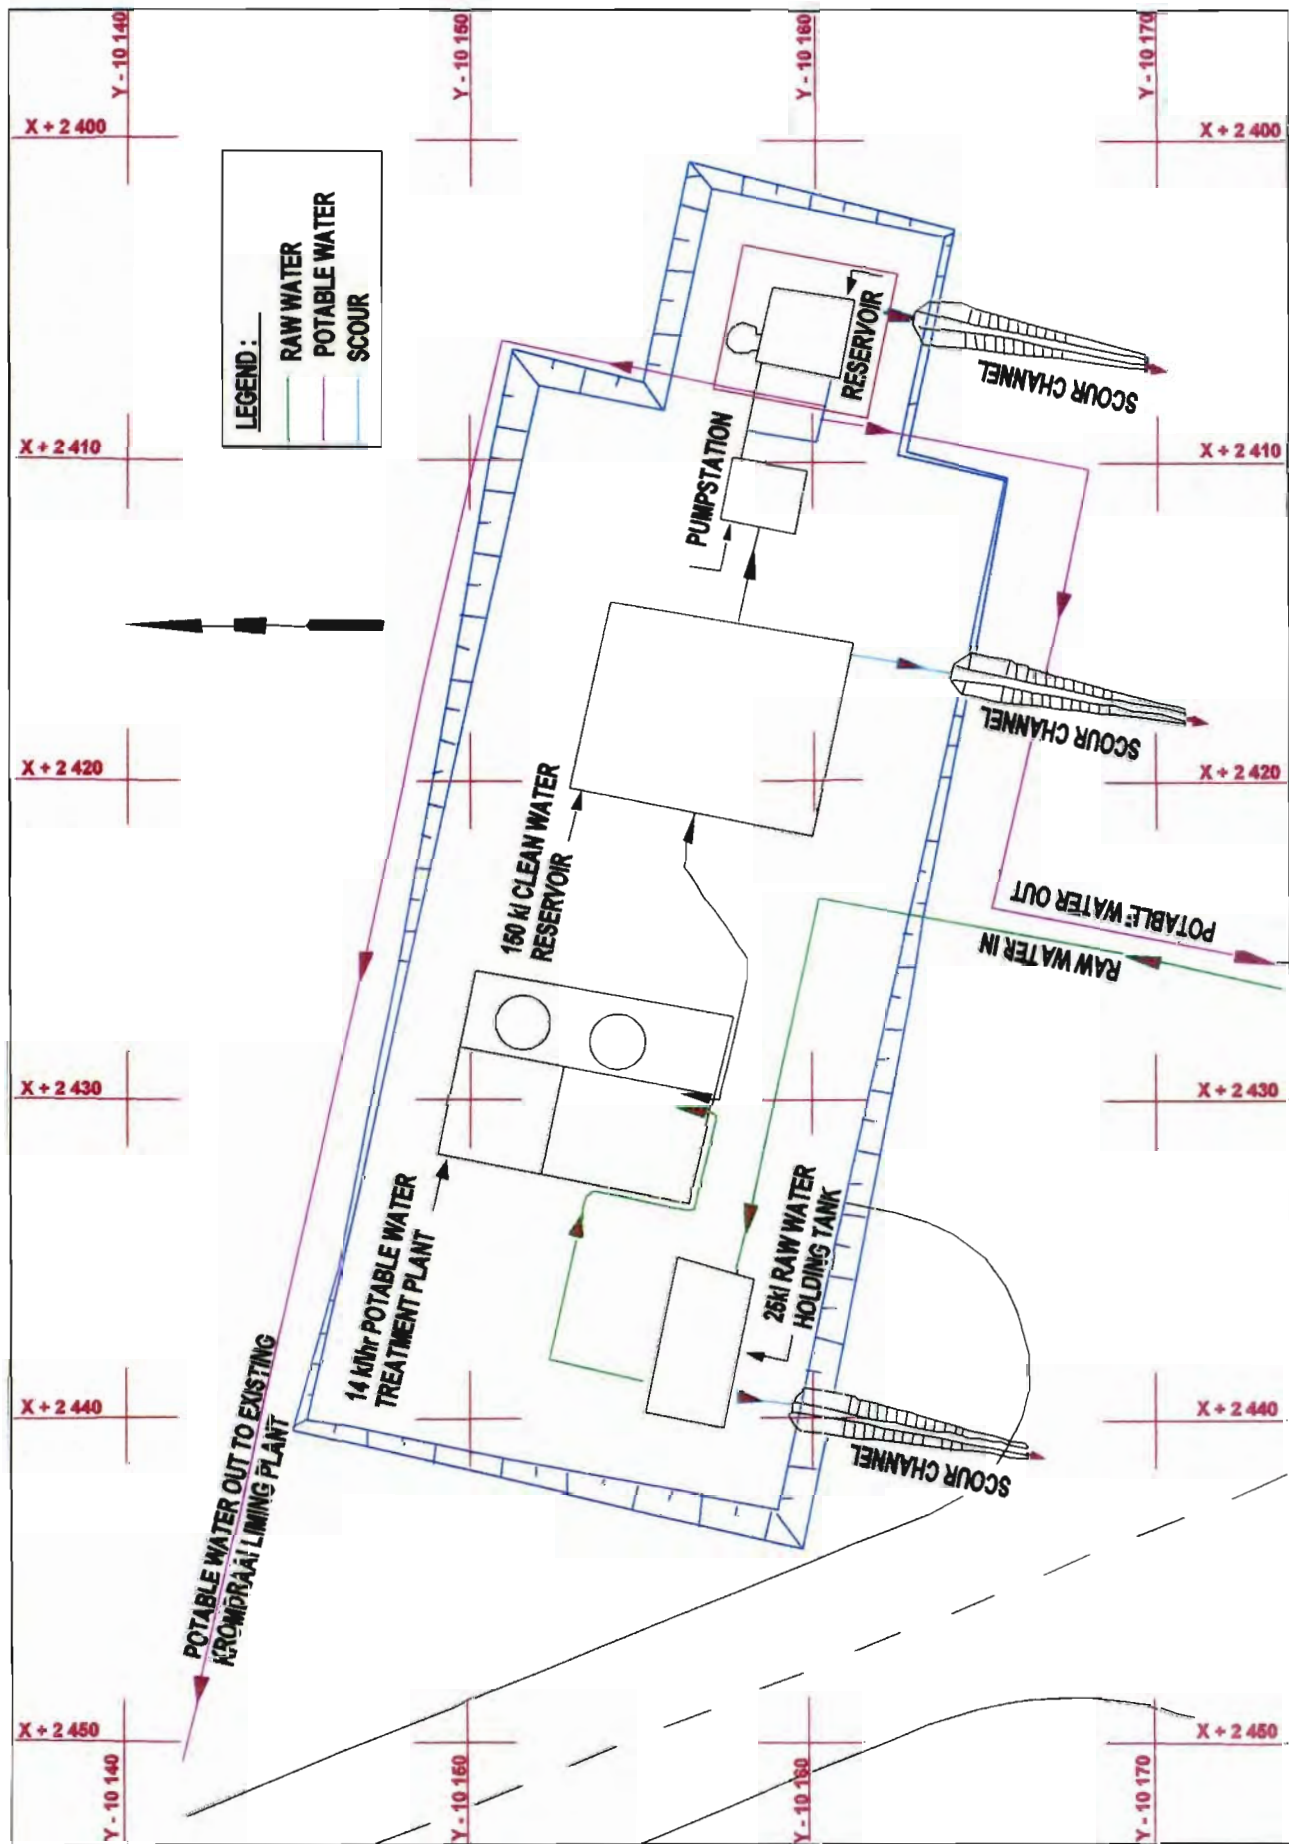 Y - 10 140
Y - 10 150
Y - 10 160
Y - 10 170
X + 2 400
X + 2 400
LEGEND :
RAW WATER
POTABLE WATER
SCOUR
RESERVOIR
SCOUR CHANNEL
PUMPSTATION
X + 2 410
X + 2 410
SCOUR CHANNEL
X + 2 420
X + 2 420
150 kl CLEAN WATER
RESERVOIR
POTABLE WATER OUT
RAW WATER IN
X + 2 430
X + 2 430
14 kl/hr POTABLE WATER
TREATMENT PLANT
25kl RAW WATER
HOLDING TANK
X + 2 440
X + 2 440
SCOUR CHANNEL
POTABLE WATER OUT TO EXISTING
KROMDRAAI LIMING PLANT
X + 2 450
X + 2 450
Y - 10 140
Y - 10 150
Y - 10 160
Y - 10 170